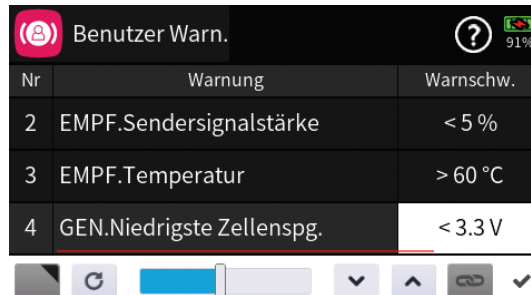 Benutzer Warn.
?
91%
Nr Warnung Warnschw.
2 EMPF.Sendersignalstärke < 5 %
3 EMPF.Temperatur > 60 °C
4 GEN.Niedrigste Zellenspg. < 3.3 V